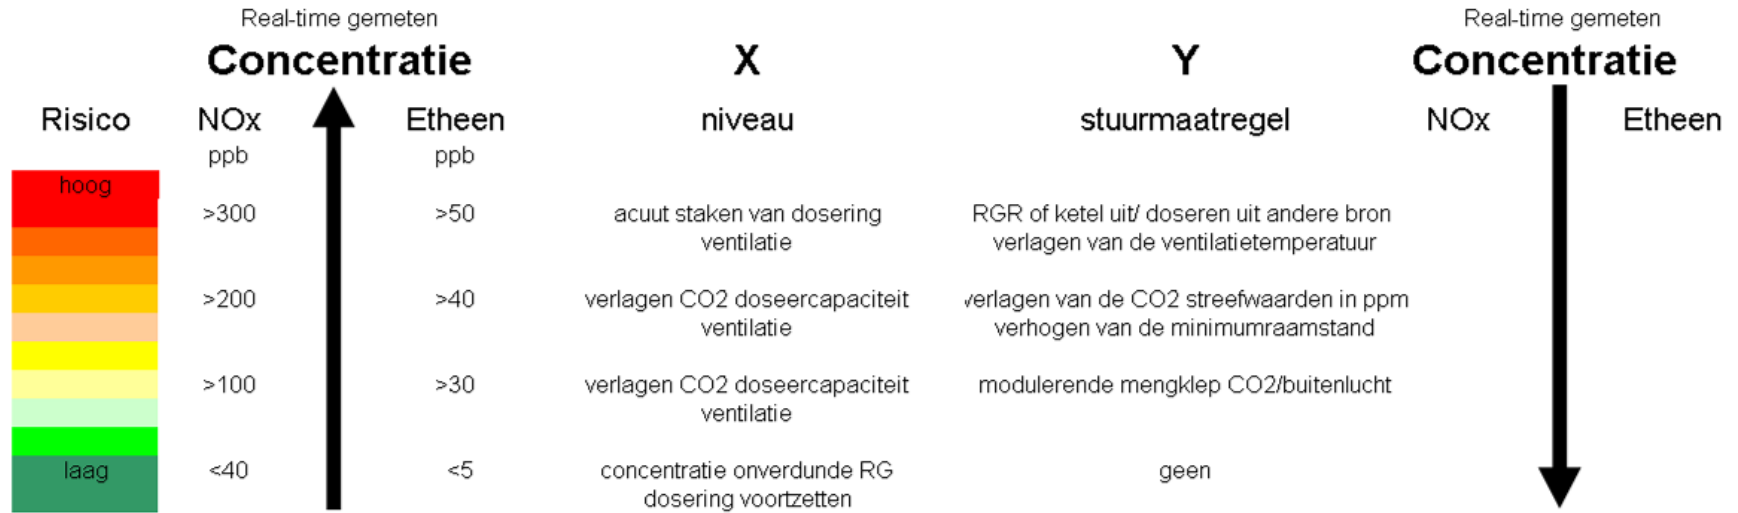 Real-time gemeten Real-time gemeten
Concentratie X Y Concentratie
Risico NOx Etheen niveau stuurmaatregel NOx Etheen
ppb ppb
hoog
>300 >50 acuut staken van dosering RGR of ketel uit/ doseren uit andere bron
ventilatie verlagen van de ventilatietemperatuur
>200 >40 verlagen CO2 doseercapaciteit verlagen van de CO2 streefwaarden in ppm
ventilatie verhogen van de minimumraamstand
>100 >30 verlagen CO2 doseercapaciteit modulerende mengklep CO2/buitenlucht
ventilatie
laag <40 <5 concentratie onverdunde RG geen
dosering voortzetten